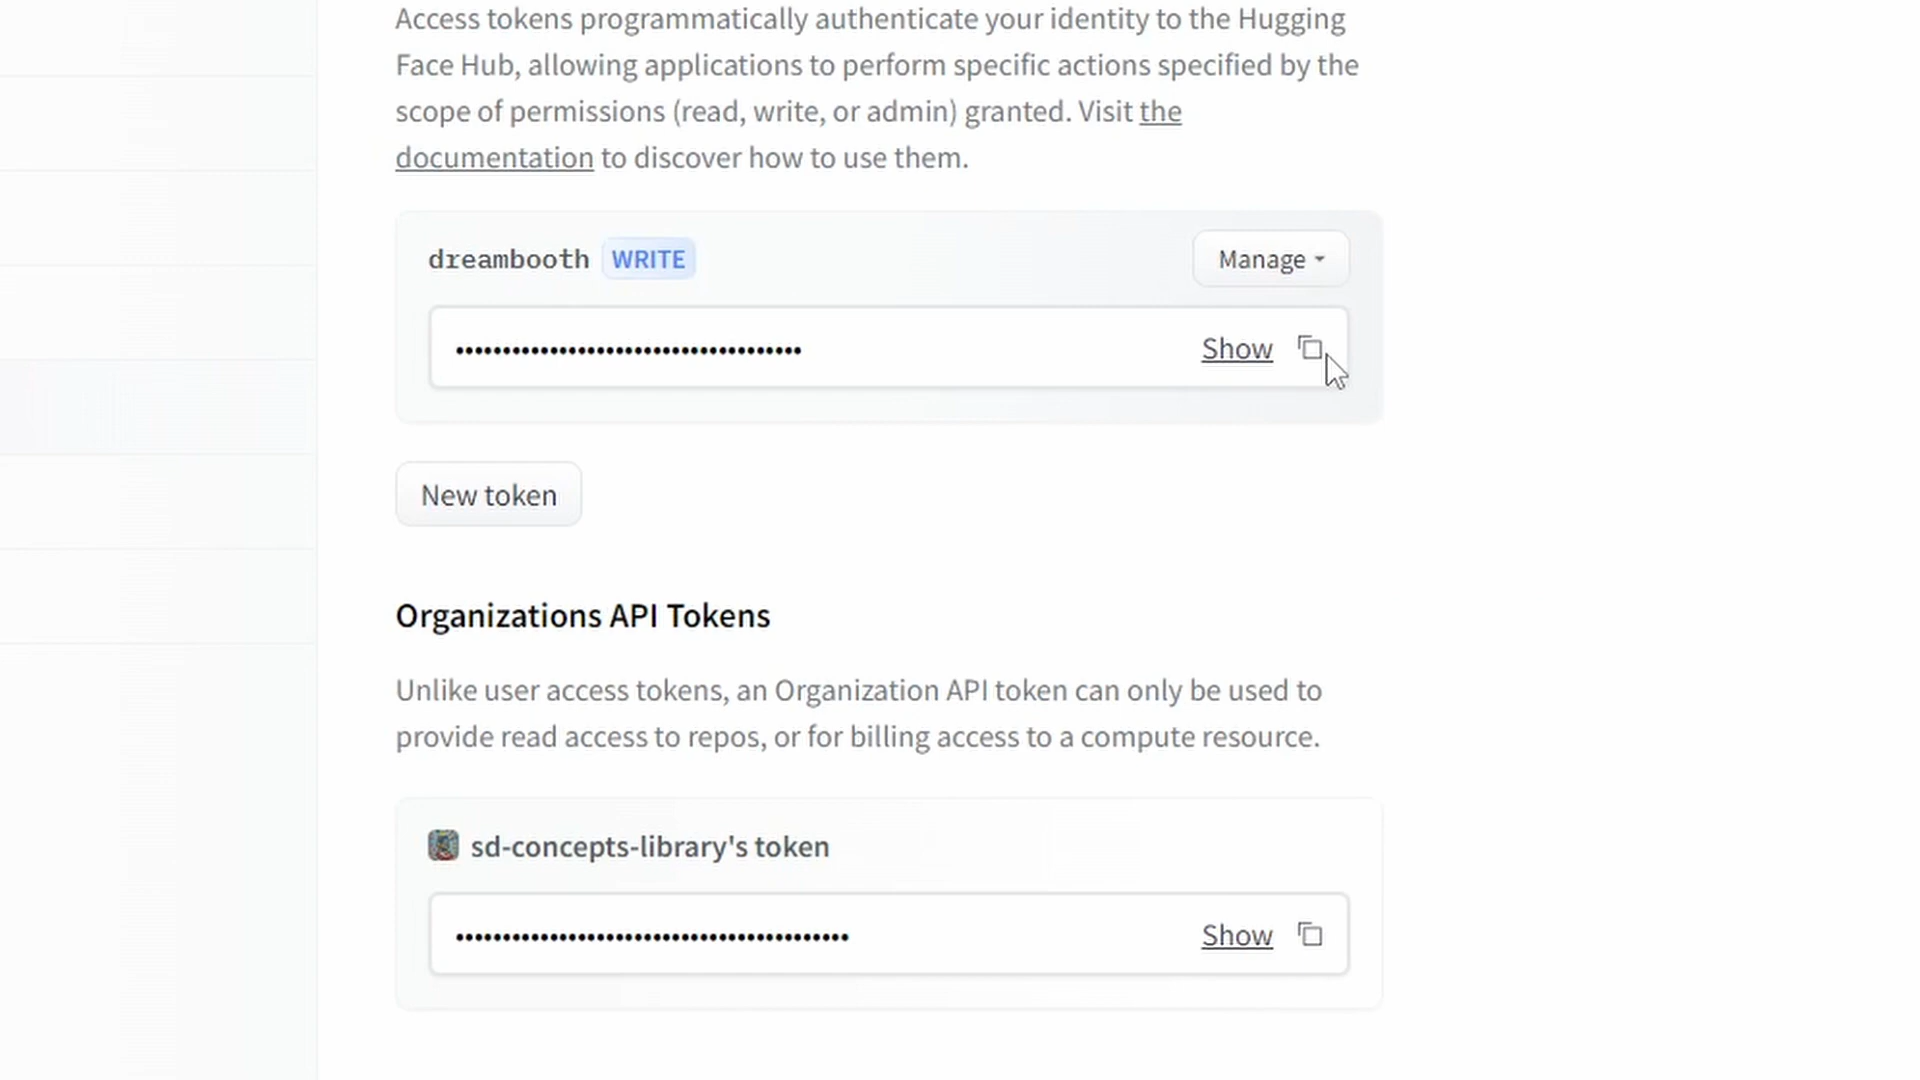 Access tokens programmatically authenticate your identity to the Hugging
Face Hub, allowing applications to perform specific actions specified by the
scope of permissions (read, write, or admin) granted. Visit the
documentation to discover how to use them.
dreambooth WRITE Manage
••••••••••••••••••••••••••••••••••••• Show
New token
Organizations API Tokens
Unlike user access tokens, an Organization API token can only be used to
provide read access to repos, or for billing access to a compute resource.
sd-concepts-library's token
•••••••••••••••••••••••••••••••••••••••••• Show